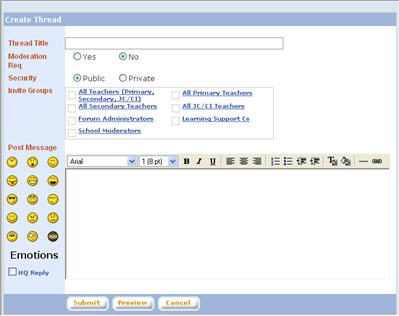 Create Thread
Thread Title
Moderation Req
Yes No
Security
Public Private
Invite Groups
All Teachers (Primary, Secondary, JC/CI)
All Primary Teachers
All Secondary Teachers
All JC/CI Teachers
Forum Administrators
Learning Support Co
School Moderators
Post Message
Arial 1 (8 pt) B I U
Emotions
HQ Reply
Submit Preview Cancel